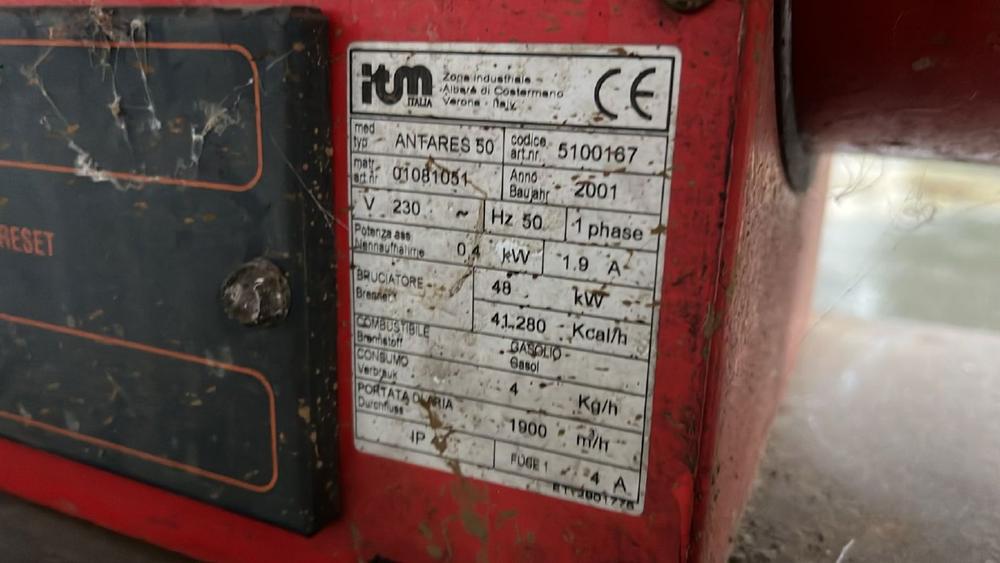 itm
ITALIA
Zona Industriale
Albarè di Costermano
Verona - Italy
CE
med
typ ANTARES 50
codice
art.nr. 5100167
matr.
art.nr 01081051
Anno
Baujahr 2001
V 230 ~ Hz 50 1 phase
Potenza ass
Nennaufnahme 0.4 kW 1.9 A
BRUCIATORE
Brenner 48 kW
41.280 Kcal/h
COMBUSTIBILE
Brennstoff
GASOLIO
Gasol
CONSUMO
Verbrauk 4 Kg/h
PORTATA D'ARIA
Durchfluss 1900 m/h
IP
FUSE 1 4 A
RESET